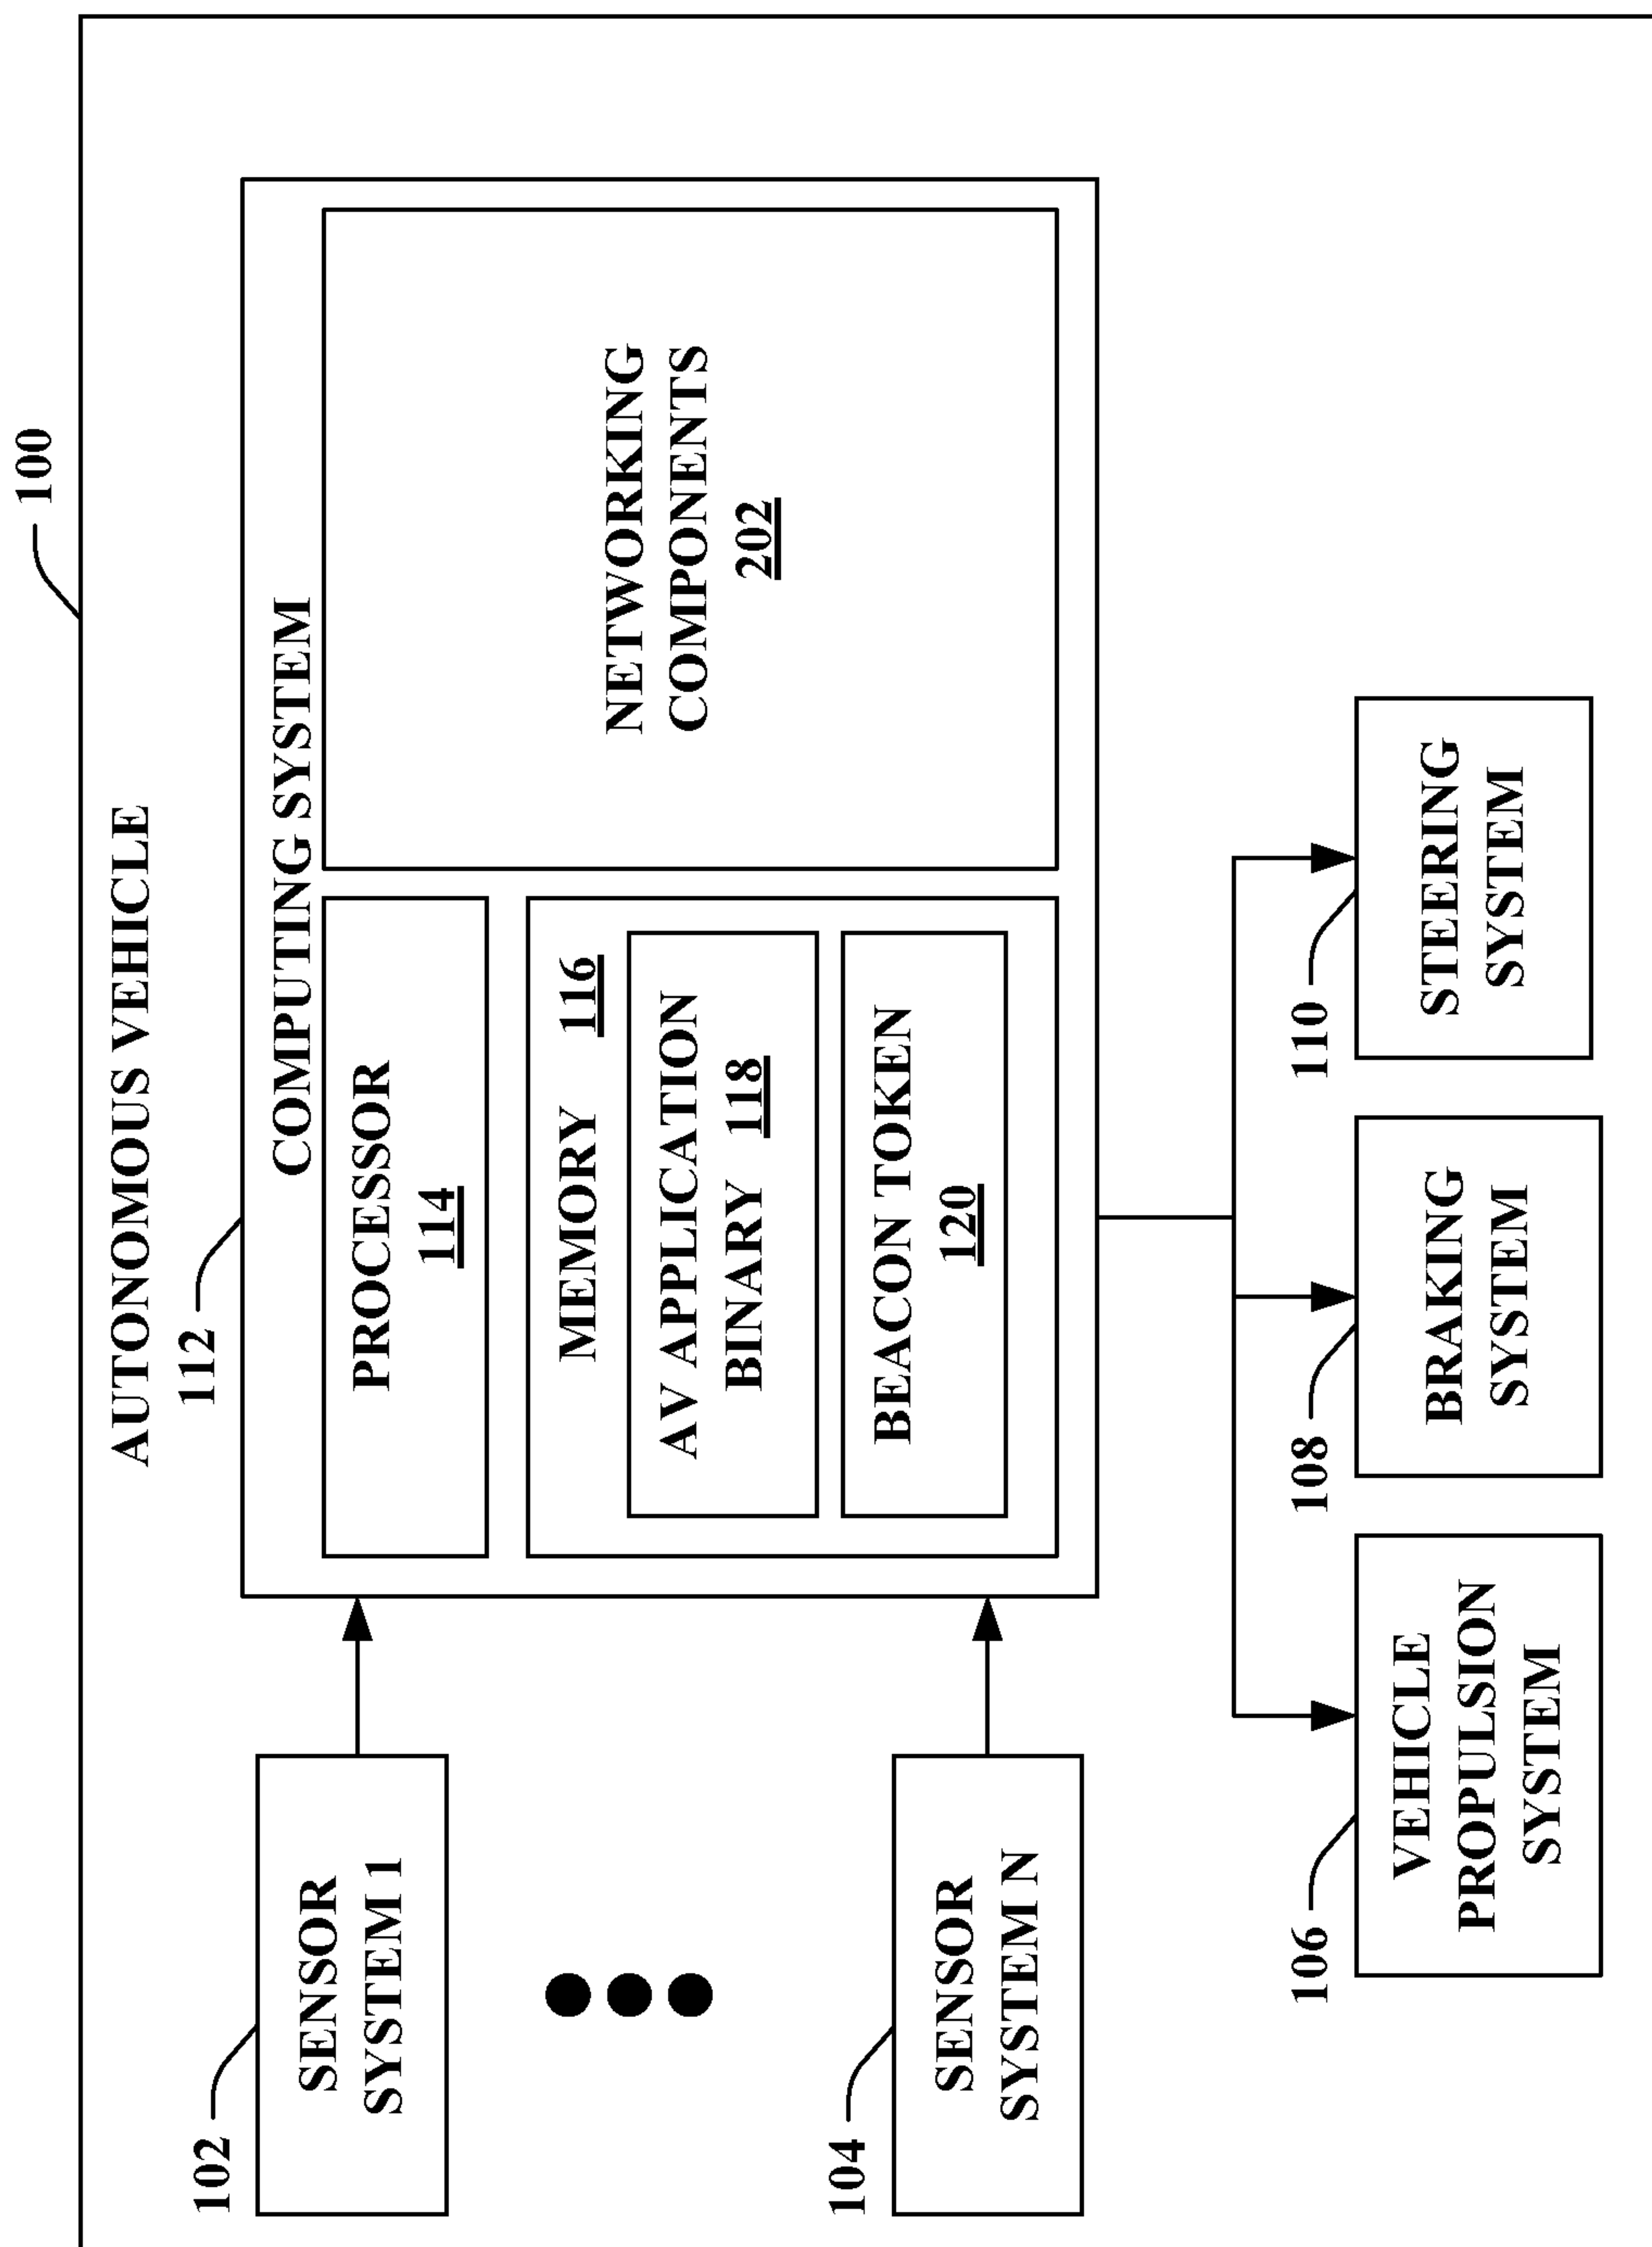 100
AUTONOMOUS VEHICLE
112
COMPUTING SYSTEM
102
SENSOR
SYSTEM 1
PROCESSOR
114
MEMORY 116
AV APPLICATION
BINARY 118
BEACON TOKEN
120
NETWORKING
COMPONENTS
202
104
SENSOR
SYSTEM N
106
VEHICLE
PROPULSION
SYSTEM
108
BRAKING
SYSTEM
110
STEERING
SYSTEM